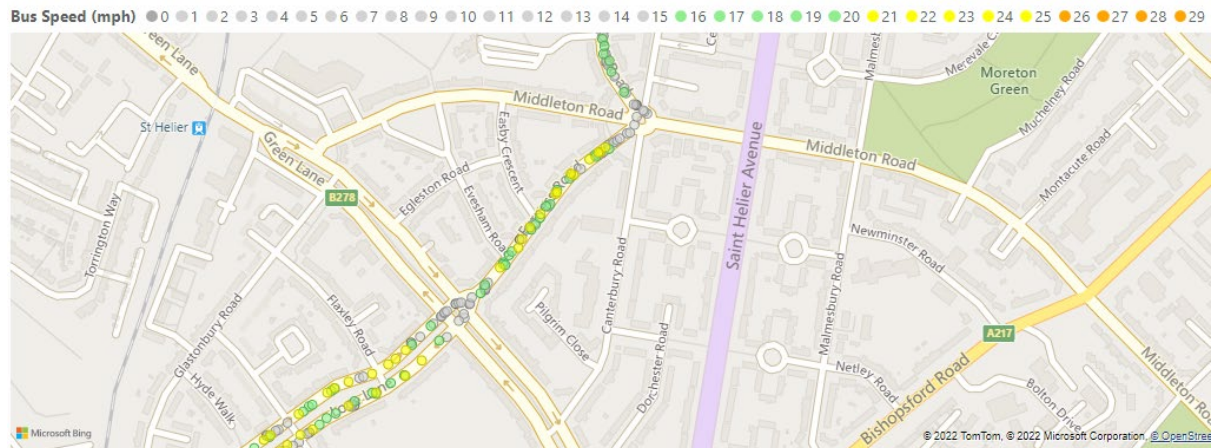 Bus Speed (mph) 0 1 2 3 4 5 6 7 8 9 10 11 12 13 14 15 16 17 18 19 20 21 22 23 24 25 26 27 28 29
Green Lane
St Helier
Middleton Road
Malmesbury
Merevale C
Moreton
Green
Muchelney Road
Montacute Road
Middleton Road
Green Lane
B278
Easby Crescent
Egleston Road
Evesham Road
Torrington Way
Saint Helier Avenue
Newminster Road
Canterbury Road
Malmesbury Road
Glastonbury Road
Flaxley Road
Hyde Walk
Pilgrim Close
Dorchester Road
A217
Netley Road
Bishopsford Road
Bolton Drive
Middleton Road
Microsoft Bing
© 2022 TomTom, © 2022 Microsoft Corporation, © OpenStree